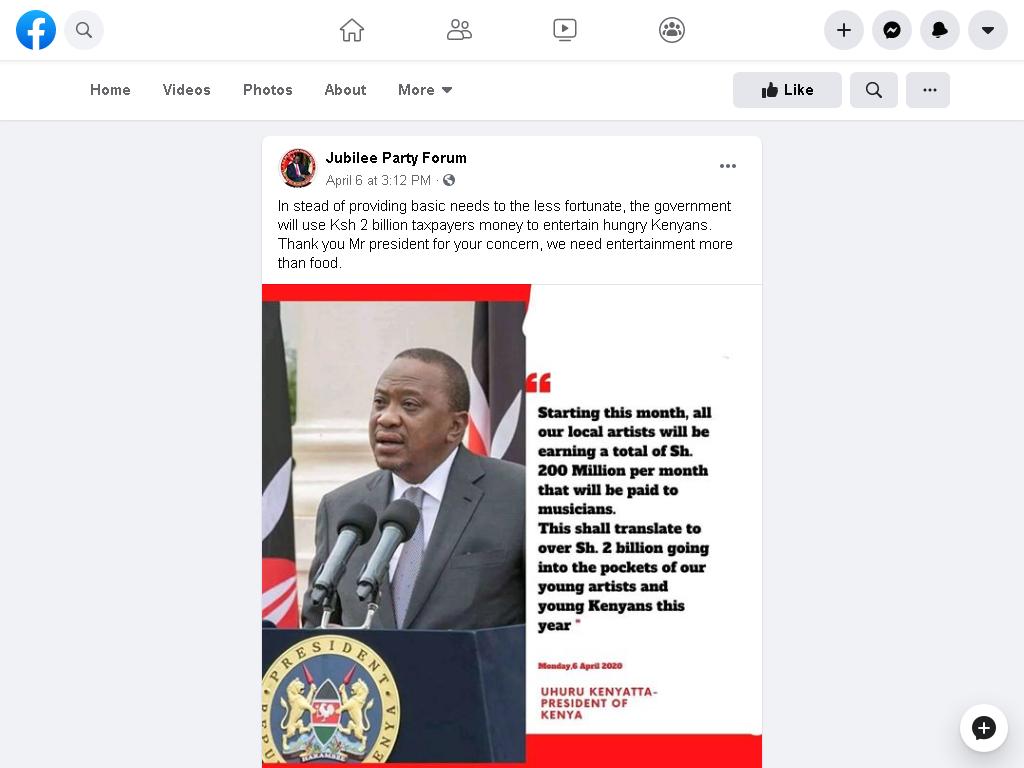 Home Videos Photos About More Like
Jubilee Party Forum
April 6 at 3:12 PM ·
In stead of providing basic needs to the less fortunate, the government
will use Ksh 2 billion taxpayers money to entertain hungry Kenyans.
Thank you Mr president for your concern, we need entertainment more
than food.
“
Starting this month, all
our local artists will be
earning a total of Sh.
200 Million per month
that will be paid to
musicians.
This shall translate to
over Sh. 2 billion going
into the pockets of our
young artists and
young Kenyans this
year "
Monday,6 April 2020
UHURU KENYATTA-
PRESIDENT OF
KENYA
PRESIDENT
HARAMBEE